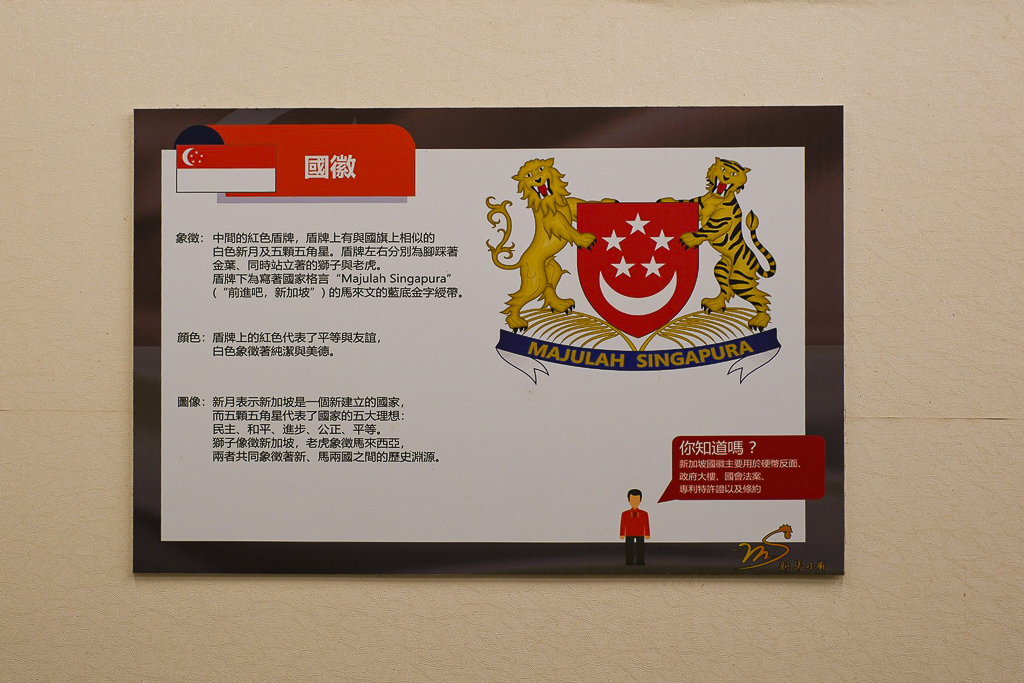 國徽
象徵：中間的紅色盾牌，盾牌上有與國旗上相似的
白色新月及五顆五角星。盾牌左右分別為腳踩著
金葉、同時站立著的獅子與老虎。
盾牌下為寫著國家格言“Majulah Singapura”
(“前進吧，新加坡”) 的馬來文的藍底金字綬帶。
顏色：盾牌上的紅色代表了平等與友誼，
白色象徵著純潔與美德。
圖像：新月表示新加坡是一個新建立的國家，
而五顆五角星代表了國家的五大理想：
民主、和平、進步、公正、平等。
獅子像徵新加坡，老虎象徵馬來西亞，
兩者共同象徵著新、馬兩國之間的歷史淵源。
MAJULAH SINGAPURA
你知道嗎？
新加坡國徽主要用於硬幣反面、
政府大樓、國會法案、
專利特許證以及條約
mS
新馬小廚